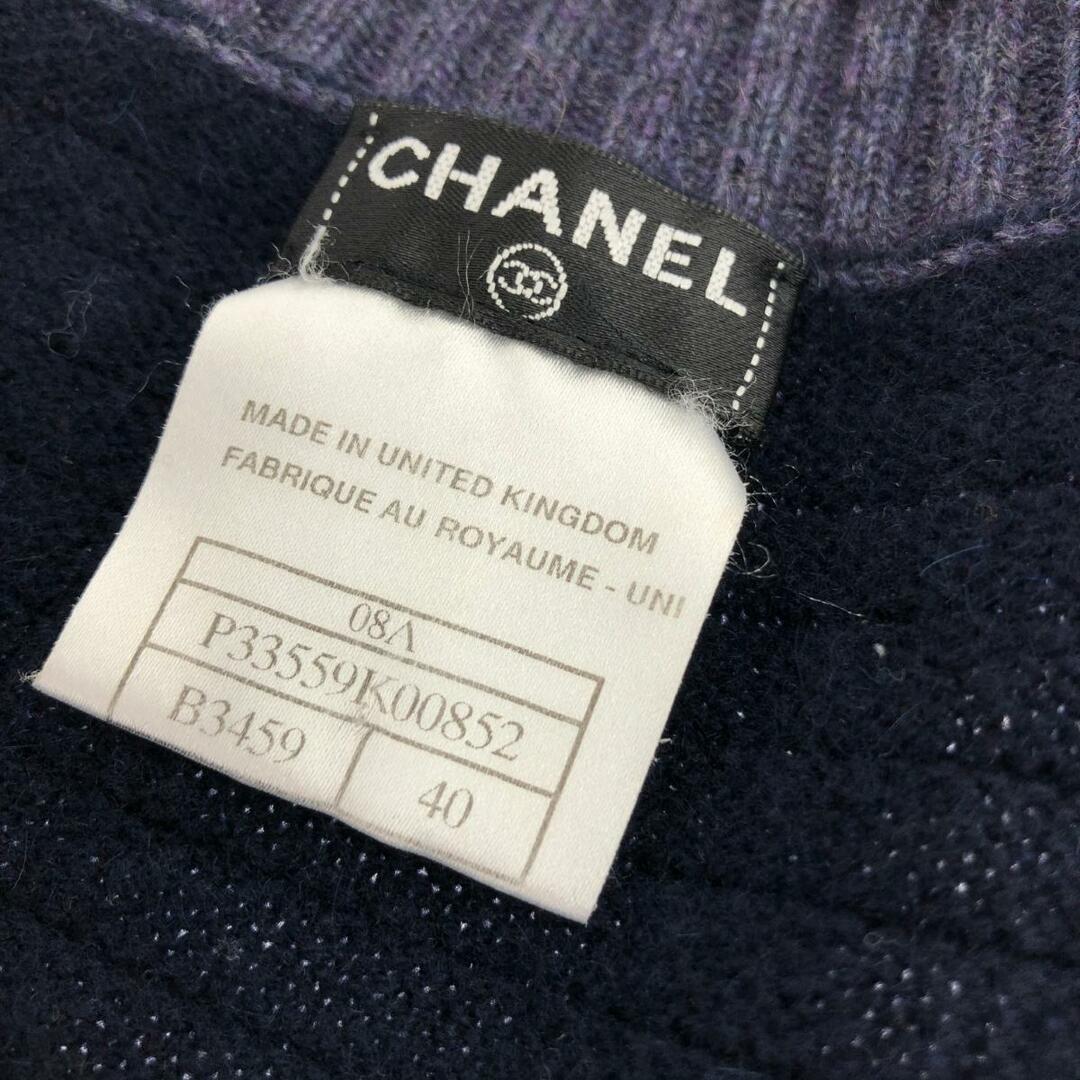 CHANEL
MADE IN UNITED KINGDOM
FABRIQUE AU ROYAUME - UNI
08A
P33559K00852
B3459 40